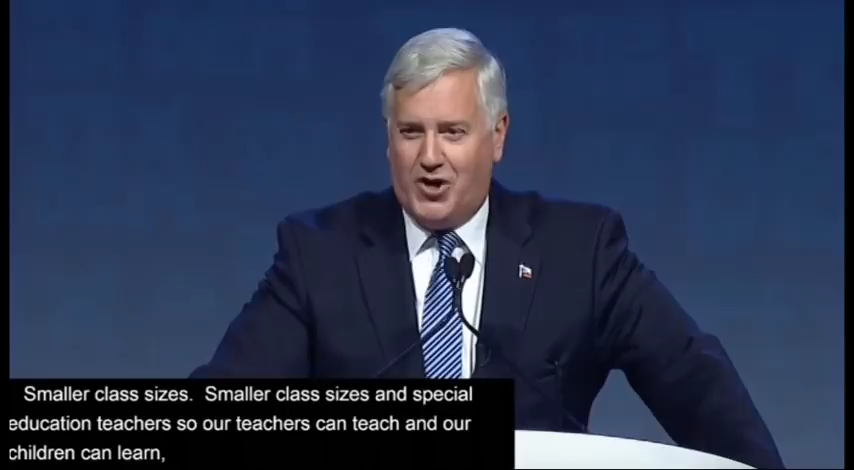 Smaller class sizes. Smaller class sizes and special
education teachers so our teachers can teach and our
children can learn,